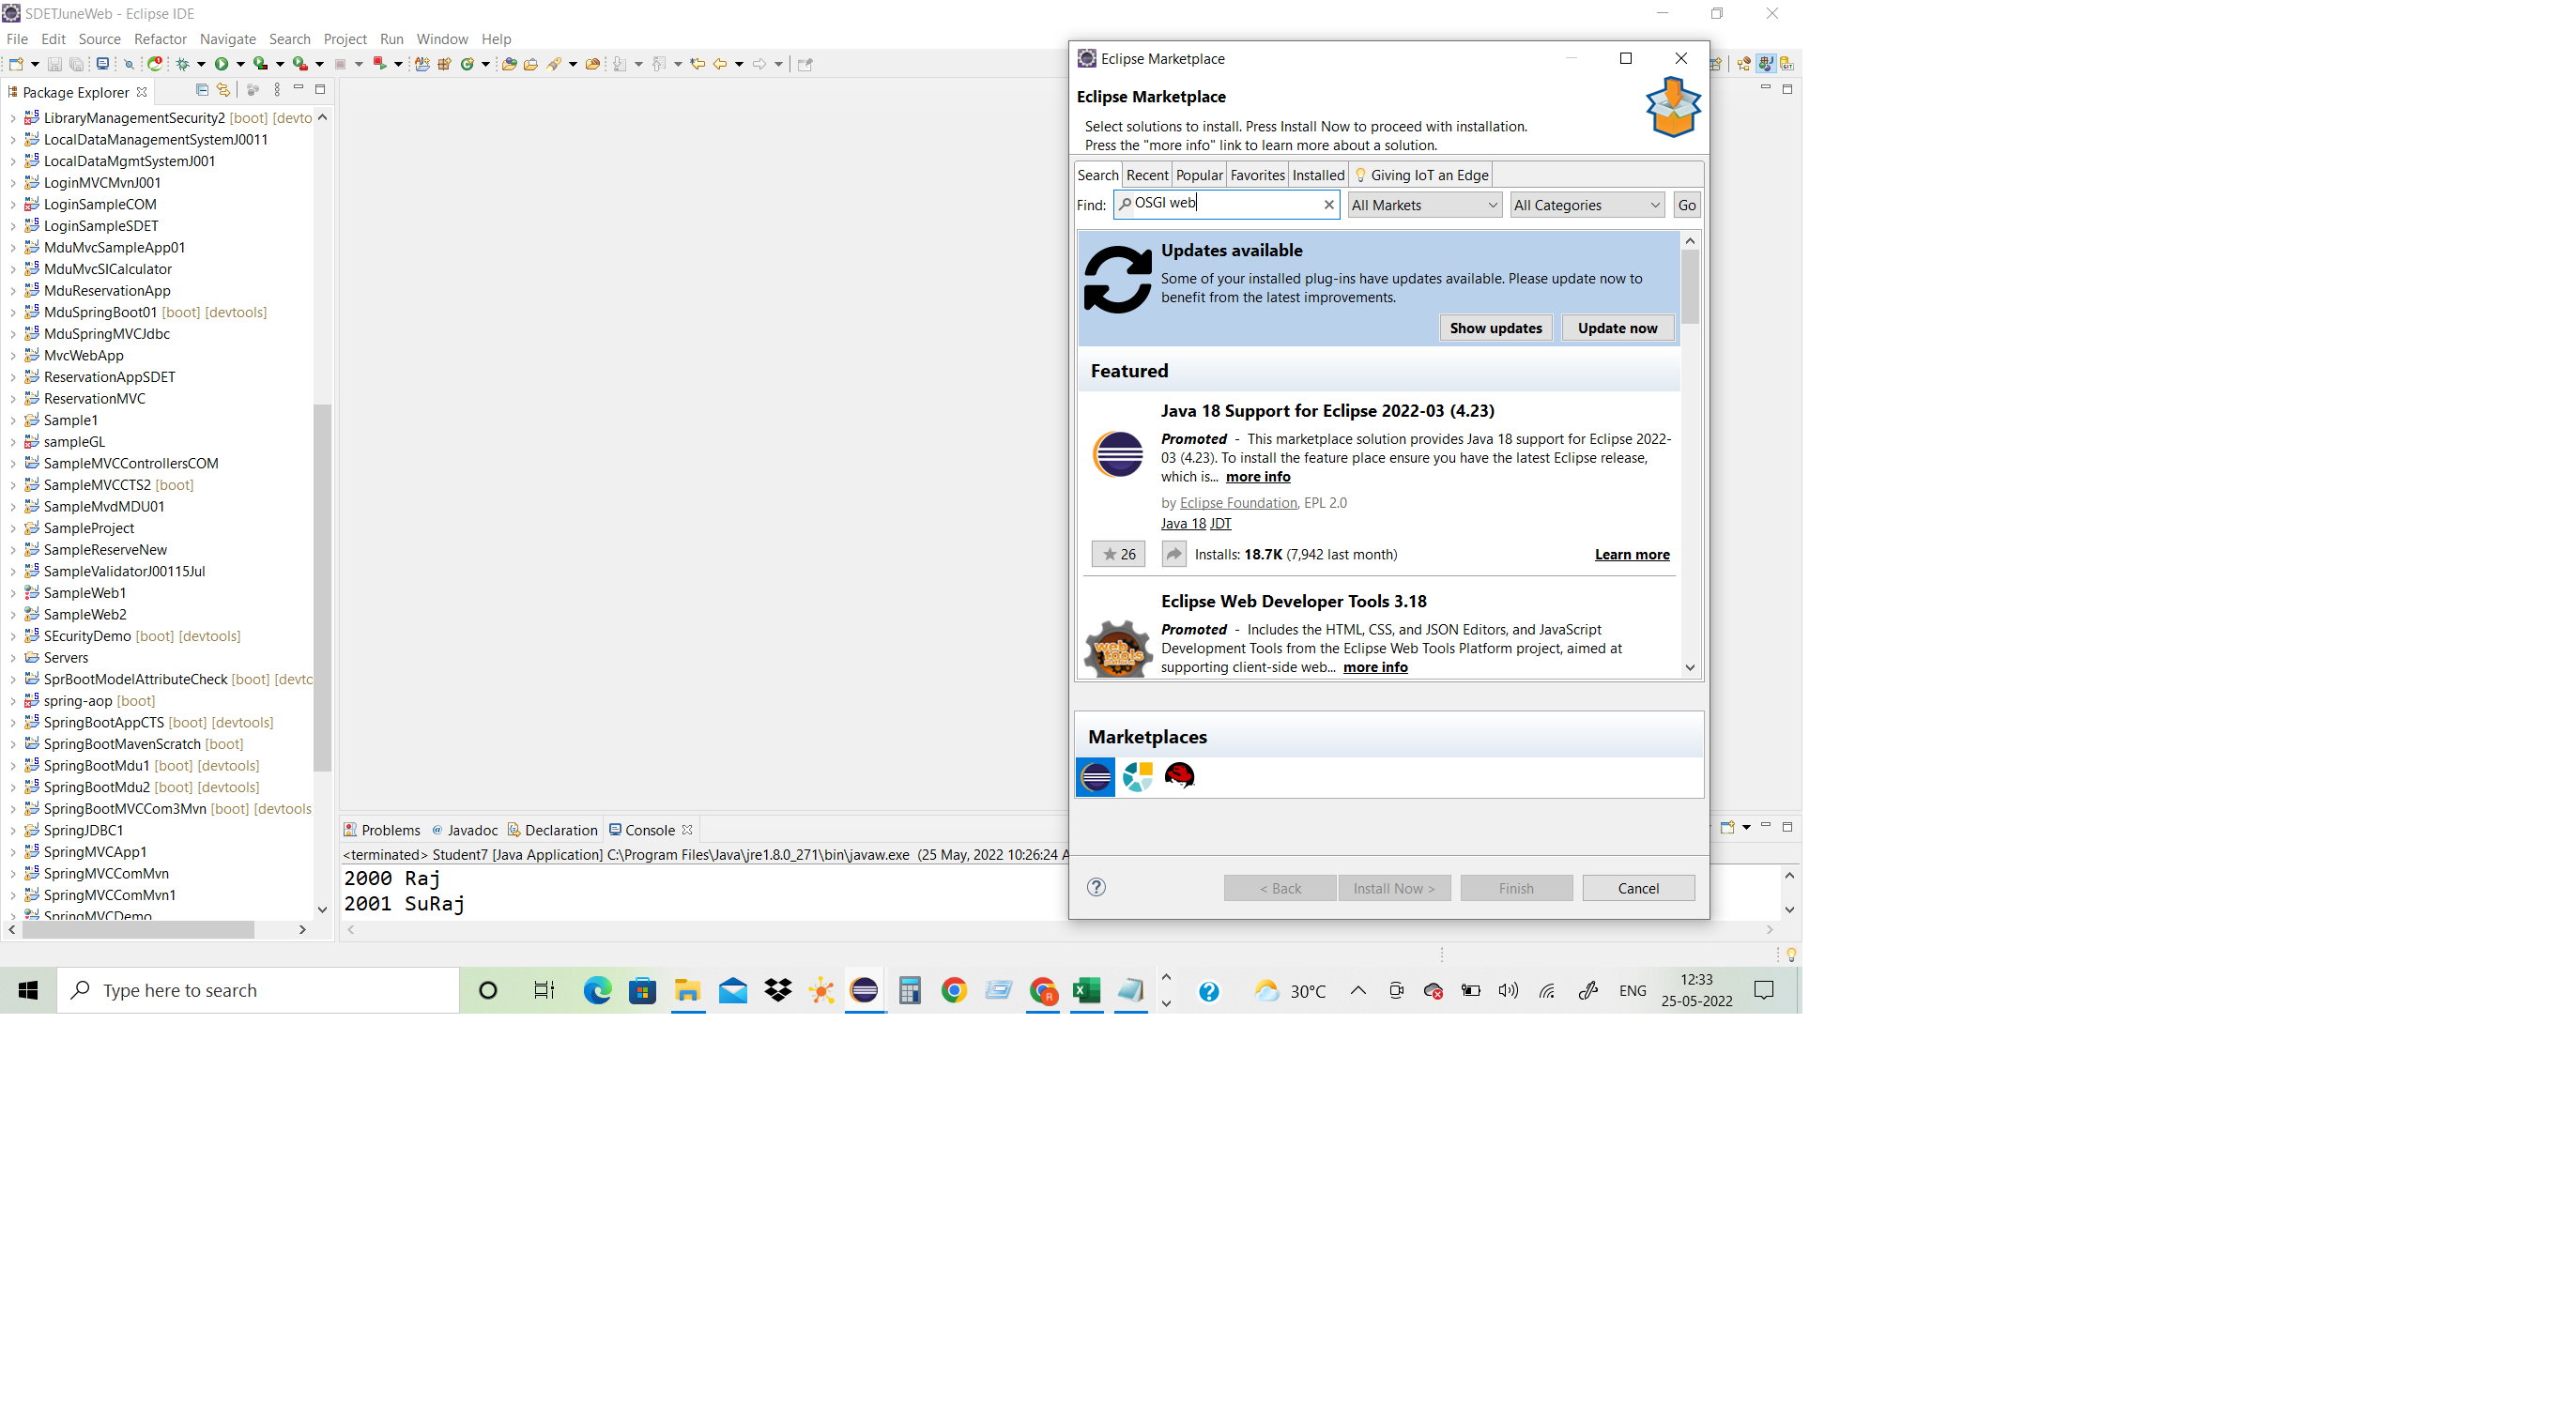 SDETJuneWeb - Eclipse IDE
File Edit Source Refactor Navigate Search Project Run Window Help
Package Explorer
LibraryManagementSecurity2 [boot] [devto
LocalDataManagementSystemJ0011
LocalDataMgmtSystemJ001
LoginMVCMvnJ001
LoginSampleCOM
LoginSampleSDET
MduMvcSampleApp01
MduMvcSICalculator
MduReservationApp
MduSpringBoot01 [boot] [devtools]
MduSpringMVCJdbc
MvcWebApp
ReservationAppSDET
ReservationMVC
Sample1
sampleGL
SampleMVCControllersCOM
SampleMVCCTS2 [boot]
SampleMvdMDU01
SampleProject
SampleReserveNew
SampleValidatorJ00115Jul
SampleWeb1
SampleWeb2
SEcurityDemo [boot] [devtools]
Servers
SprBootModelAttributeCheck [boot] [devtc
spring-aop [boot]
SpringBootAppCTS [boot] [devtools]
SpringBootMavenScratch [boot]
SpringBootMdu1 [boot] [devtools]
SpringBootMdu2 [boot] [devtools]
SpringBootMVCCom3Mvn [boot] [devtools
SpringJDBC1
SpringMVCApp1
SpringMVCComMvn
SpringMVCComMvn1
SpringMVCDemo
Problems Javadoc Declaration Console
<terminated> Student7 [Java Application] C:\Program Files\Java\jre1.8.0_271\bin\javaw.exe (25 May, 2022 10:26:24 A
2000 Raj
2001 SuRaj
Eclipse Marketplace
Eclipse Marketplace
Select solutions to install. Press Install Now to proceed with installation.
Press the "more info" link to learn more about a solution.
Search Recent Popular Favorites Installed Giving IoT an Edge
Find: OSGI web All Markets All Categories Go
Updates available
Some of your installed plug-ins have updates available. Please update now to
benefit from the latest improvements.
Show updates Update now
Featured
Java 18 Support for Eclipse 2022-03 (4.23)
Promoted - This marketplace solution provides Java 18 support for Eclipse 2022-
03 (4.23). To install the feature place ensure you have the latest Eclipse release,
which is... more info
by Eclipse Foundation, EPL 2.0
Java 18 JDT
26 Installs: 18.7K (7,942 last month) Learn more
Eclipse Web Developer Tools 3.18
Promoted - Includes the HTML, CSS, and JSON Editors, and JavaScript
Development Tools from the Eclipse Web Tools Platform project, aimed at
supporting client-side web... more info
web tools
Marketplaces
< Back Install Now > Finish Cancel
Type here to search
30°C ENG
12:33
25-05-2022